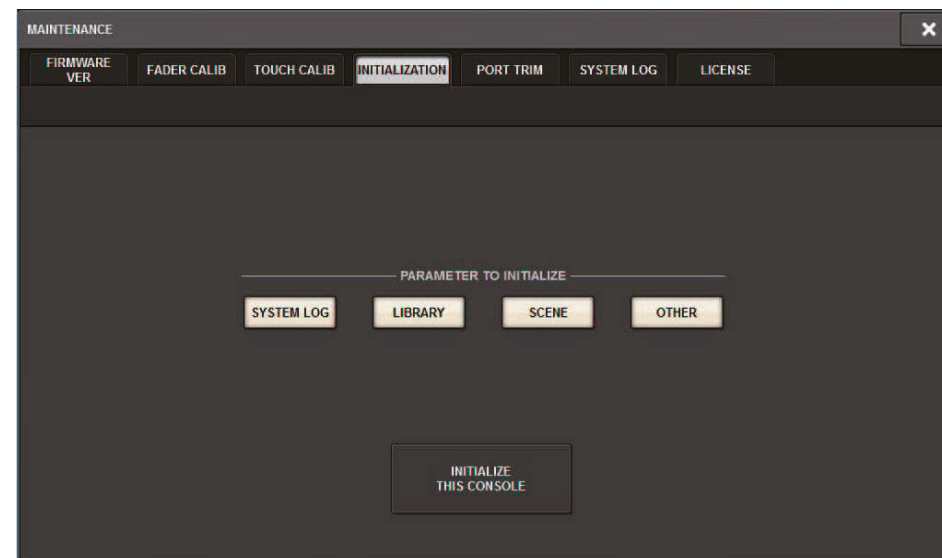 MAINTENANCE
FIRMWARE
VER
FADER CALIB
TOUCH CALIB
INITIALIZATION
PORT TRIM
SYSTEM LOG
LICENSE
PARAMETER TO INITIALIZE
SYSTEM LOG
LIBRARY
SCENE
OTHER
INITIALIZE
THIS CONSOLE